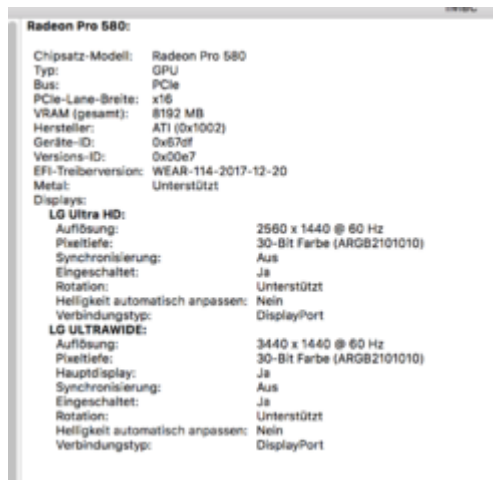 Radeon Pro 580:
Chipsatz-Modell: Radeon Pro 580
Typ: GPU
Bus: PCIe
PCIe-Lane-Breite: x16
VRAM (gesamt): 8192 MB
Hersteller: ATI (0x1002)
Geräte-ID: 0x67df
Versions-ID: 0x00e7
EFI-Treiberversion: WEAR-114-2017-12-20
Metal: Unterstützt
Displays:
LG Ultra HD:
Auflösung: 2560 x 1440 @ 60 Hz
Pixeltiefe: 30-Bit Farbe (ARGB2101010)
Synchronisierung: Aus
Eingeschaltet: Ja
Rotation: Unterstützt
Helligkeit automatisch anpassen: Nein
Verbindungstyp: DisplayPort
LG ULTRAWIDE:
Auflösung: 3440 x 1440 @ 60 Hz
Pixeltiefe: 30-Bit Farbe (ARGB2101010)
Hauptdisplay: Ja
Synchronisierung: Aus
Eingeschaltet: Ja
Rotation: Unterstützt
Helligkeit automatisch anpassen: Nein
Verbindungstyp: DisplayPort